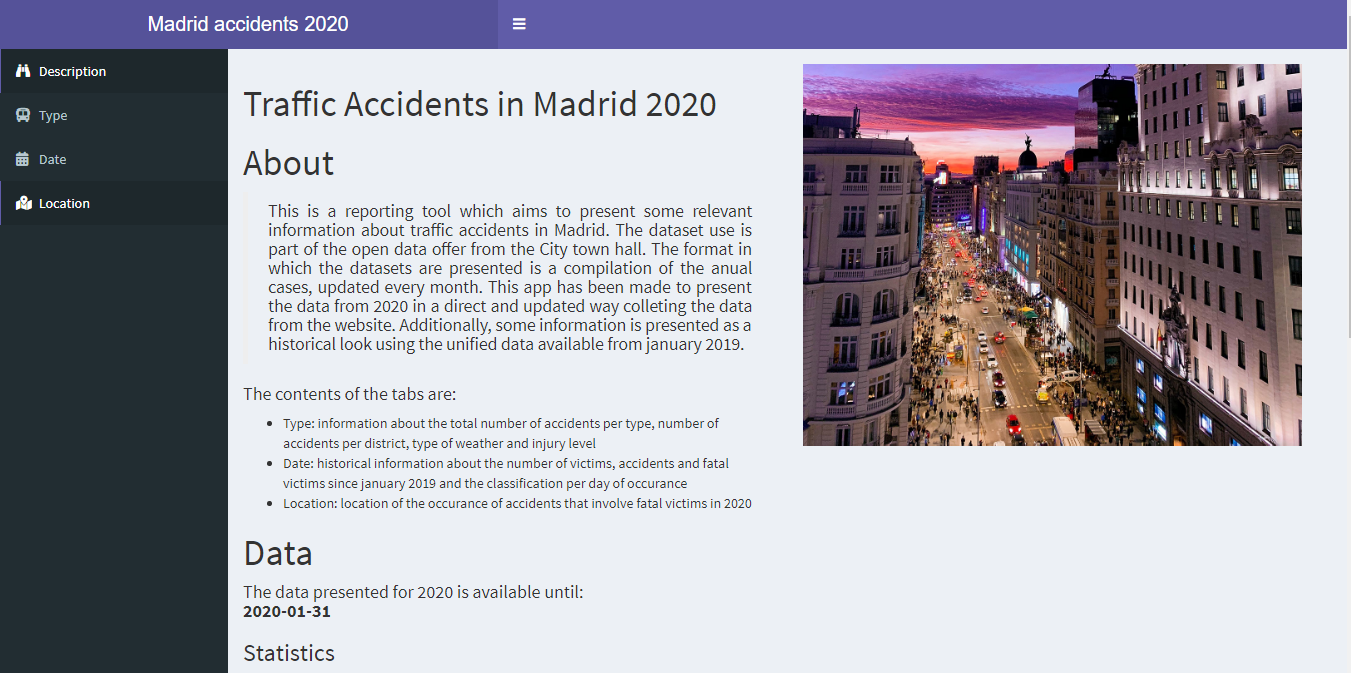 Madrid accidents 2020
Description
Type
Date
Location
Traffic Accidents in Madrid 2020
About
This is a reporting tool which aims to present some relevant
information about traffic accidents in Madrid. The dataset use is
part of the open data offer from the City town hall. The format in
which the datasets are presented is a compilation of the anual
cases, updated every month. This app has been made to present
the data from 2020 in a direct and updated way colleting the data
from the website. Additionally, some information is presented as a
historical look using the unified data available from january 2019.
The contents of the tabs are:
Type: information about the total number of accidents per type, number of
accidents per district, type of weather and injury level
Date: historical information about the number of victims, accidents and fatal
victims since january 2019 and the classification per day of occurance
Location: location of the occurance of accidents that involve fatal victims in 2020
Data
The data presented for 2020 is available until:
2020-01-31
Statistics